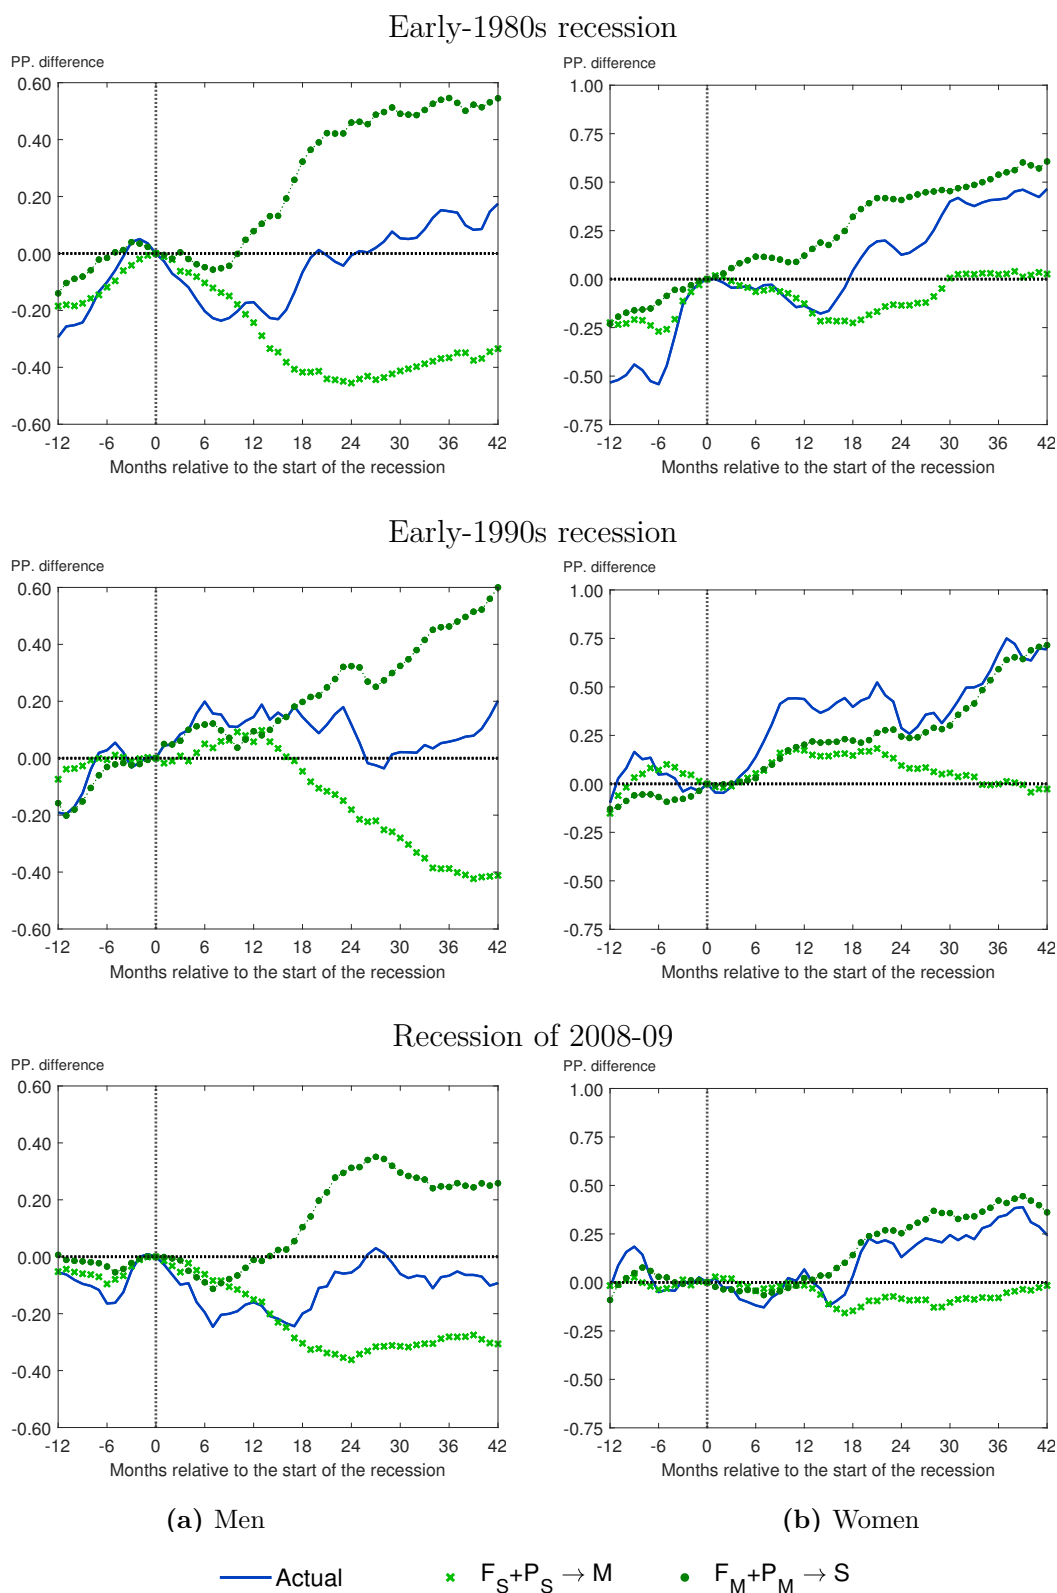 Early-1980s recession
PP. difference
0.60
0.40
0.20
0.00
-0.20
-0.40
-0.60
-12 -6 0 6 12 18 24 30 36 42
Months relative to the start of the recession
PP. difference
1.00
0.75
0.50
0.25
0.00
-0.25
-0.50
-0.75
-12 -6 0 6 12 18 24 30 36 42
Months relative to the start of the recession
Early-1990s recession
PP. difference
0.60
0.40
0.20
0.00
-0.20
-0.40
-0.60
-12 -6 0 6 12 18 24 30 36 42
Months relative to the start of the recession
PP. difference
1.00
0.75
0.50
0.25
0.00
-0.25
-0.50
-0.75
-12 -6 0 6 12 18 24 30 36 42
Months relative to the start of the recession
Recession of 2008-09
PP. difference
0.60
0.40
0.20
0.00
-0.20
-0.40
-0.60
-12 -6 0 6 12 18 24 30 36 42
Months relative to the start of the recession
PP. difference
1.00
0.75
0.50
0.25
0.00
-0.25
-0.50
-0.75
-12 -6 0 6 12 18 24 30 36 42
Months relative to the start of the recession
(a) Men
(b) Women
Actual F_S+P_S → M F_M+P_M → S